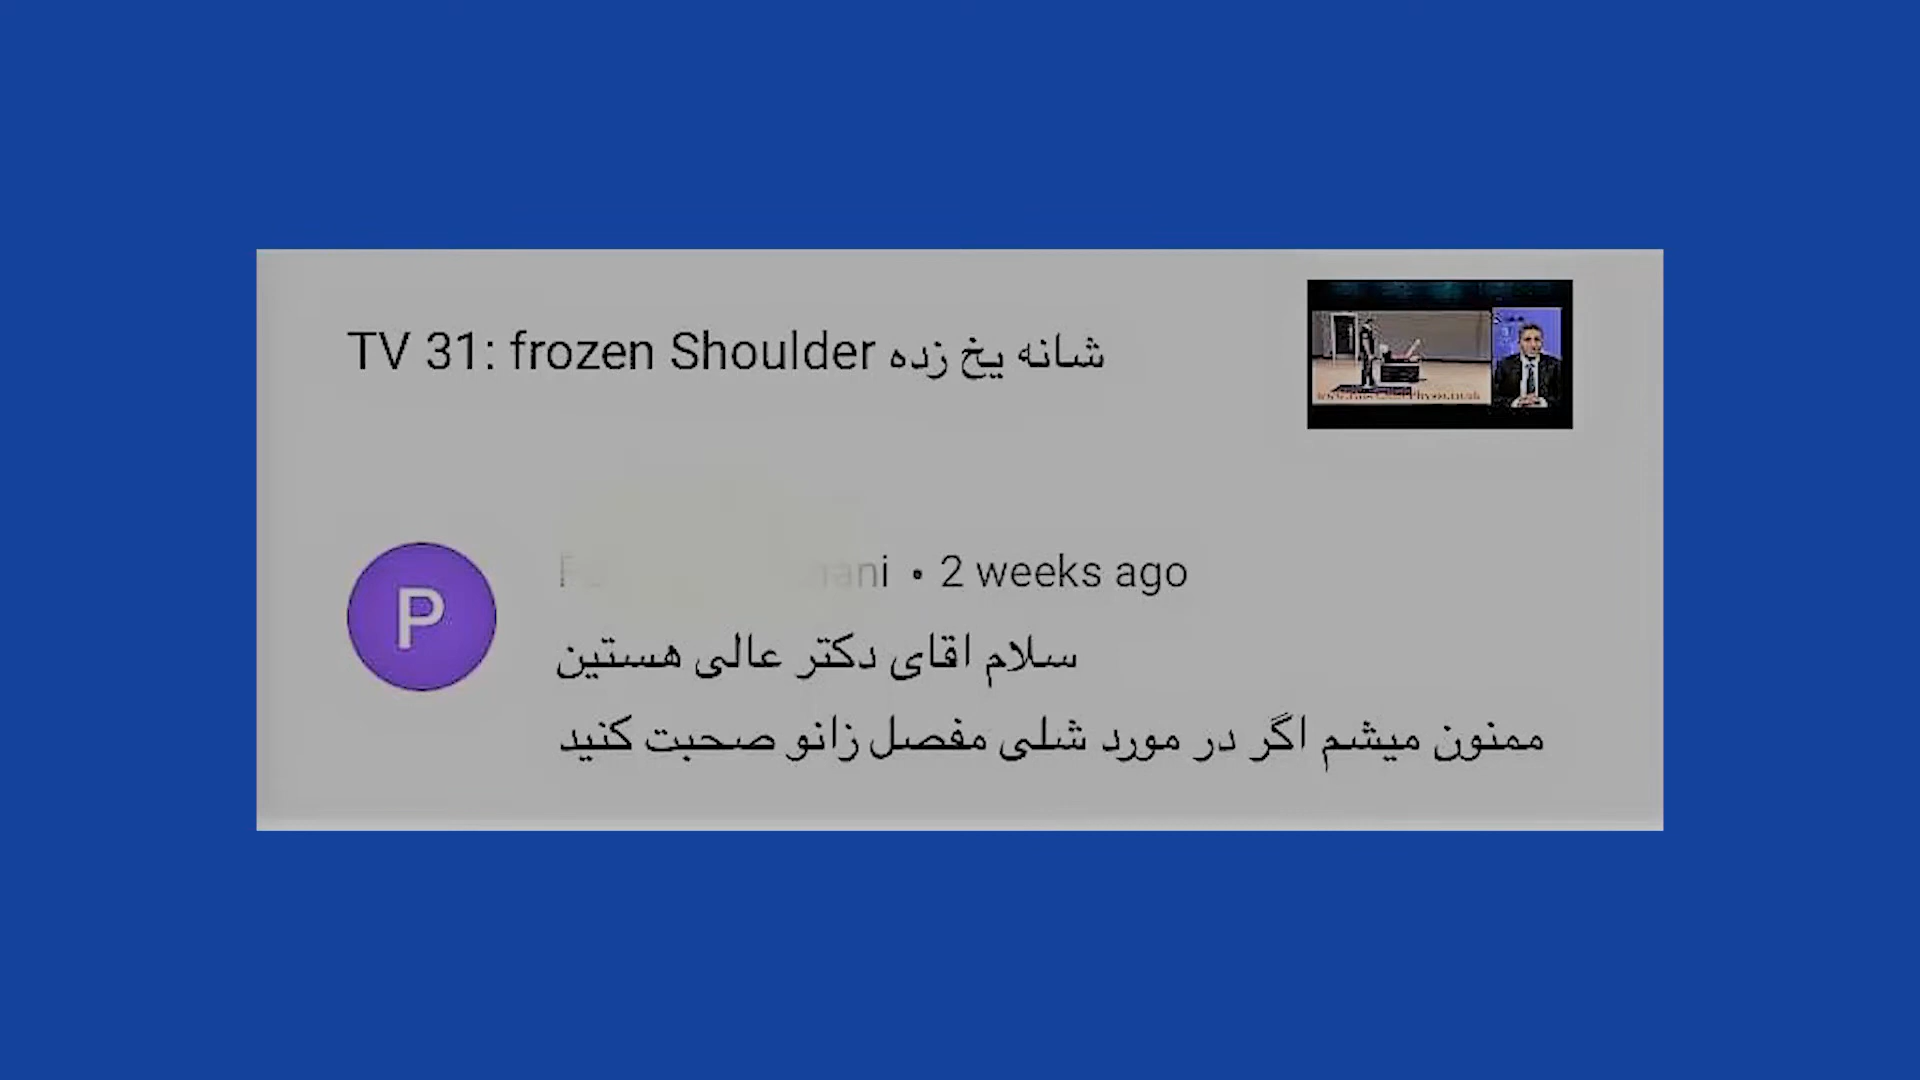 TV 31: frozen Shoulder شانه یخ زده
• 2 weeks ago
سلام اقای دکتر عالی هستین
ممنون میشم اگر در مورد شلی مفصل زانو صحبت کنید
P